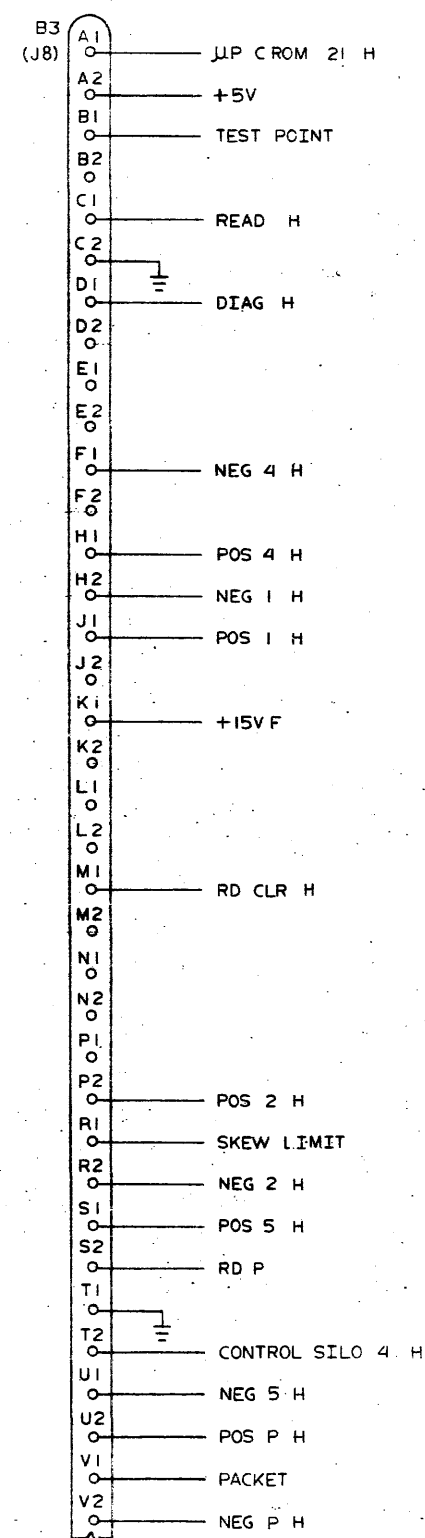 B3
(J8)
A1 µP CROM 21 H
A2 +5V
B1 TEST POINT
B2
C1 READ H
C2
D1 DIAG H
D2
E1
E2
F1 NEG 4 H
F2
H1 POS 4 H
H2 NEG 1 H
J1 POS 1 H
J2
K1 +15V F
K2
L1
L2
M1 RD CLR H
M2
N1
N2
P1
P2 POS 2 H
R1 SKEW LIMIT
R2 NEG 2 H
S1 POS 5 H
S2 RD P
T1
T2 CONTROL SILO 4 H
U1 NEG 5 H
U2 POS P H
V1 PACKET
V2 NEG P H